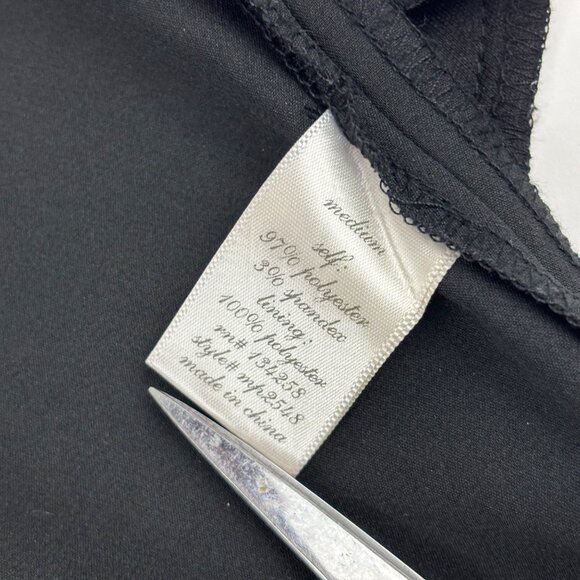 medium
self:
97% polyester
3% spandex
lining:
100% polyester
rn# 134258
style# mp2548
made in china